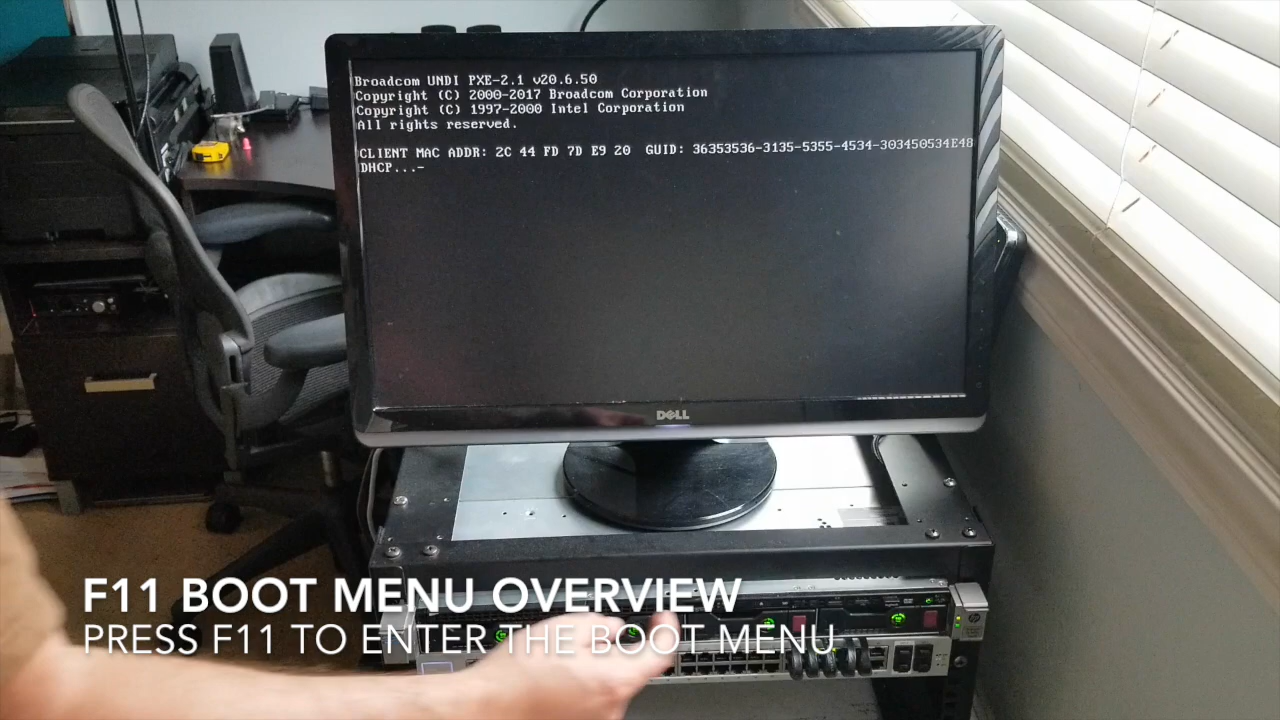 Broadcom UNDI PXE-2.1 v20.6.50
Copyright (C) 2000-2017 Broadcom Corporation
Copyright (C) 1997-2000 Intel Corporation
All rights reserved.
CLIENT MAC ADDR: 2C 44 FD 7D E9 20  GUID: 36353536-3135-5355-4534-303450534E48
DHCP...-
DELL
F11 BOOT MENU OVERVIEW
PRESS F11 TO ENTER THE BOOT MENU